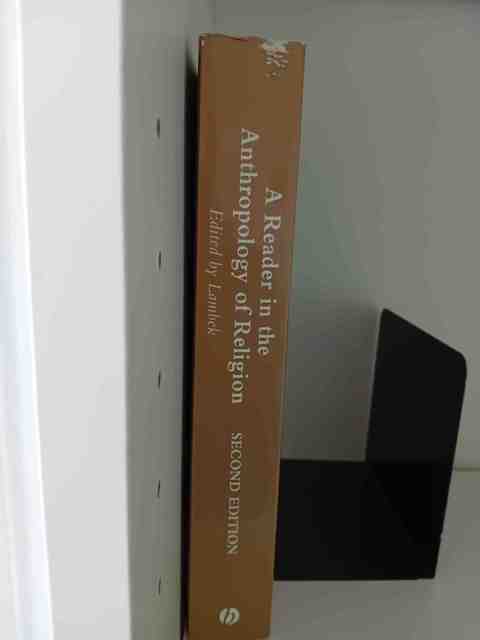 A Reader in the
Anthropology of Religion
Edited by Lambek
SECOND EDITION